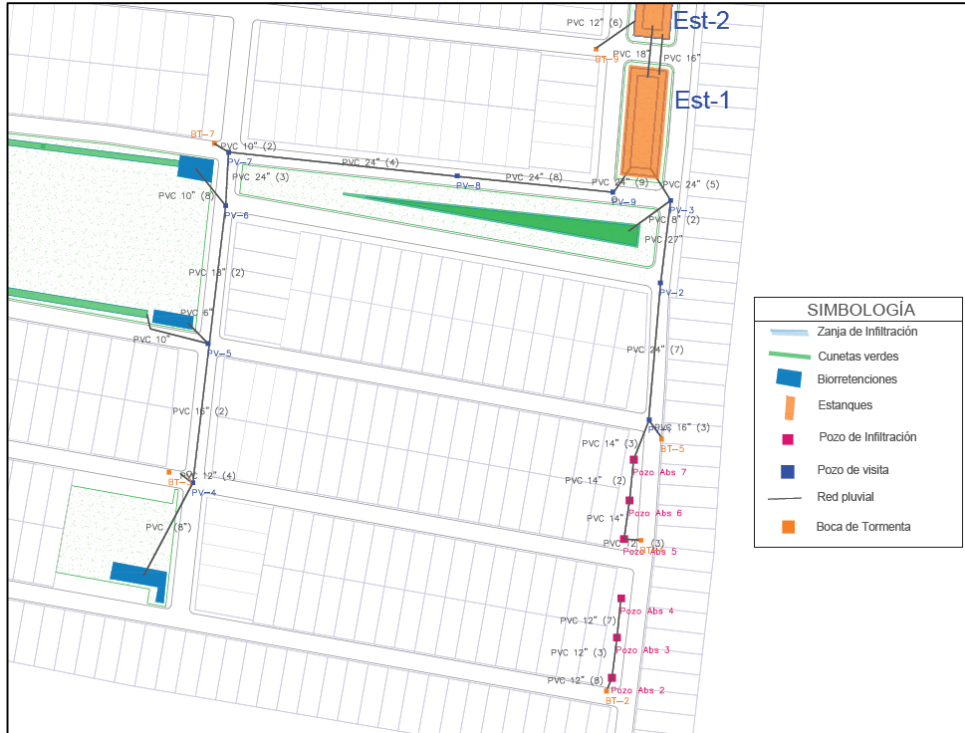 PVC 12" (6)
Est-2
BT-9
PVC 18"
PVC 16"
Est-1
BT-7
PVC 10" (2)
PV-7
PVC 24" (4)
PVC 24" (3)
PV-8
PVC 24" (8)
PVC 24" (9)
PVC 24" (5)
PV-9
PV-3
PVC 10" (8)
PV-6
PVC 8" (2)
PVC 27"
PVC 18" (2)
PV-2
PVC 6"
PVC 10"
PV-5
PVC 24" (7)
PVC 16" (2)
PVC 16" (3)
BT-5
PVC 14" (3)
Pozo Abs 7
PVC 12" (4)
BT-3
PV-4
PVC 14" (2)
Pozo Abs 6
PVC 14"
PVC (8")
PVC 12" (3)
Pozo Abs 5
Pozo Abs 4
PVC 12" (7)
Pozo Abs 3
PVC 12" (3)
PVC 12" (8)
Pozo Abs 2
BT-2
SIMBOLOGÍA
Zanja de Infiltración
Cunetas verdes
Biorretenciones
Estanques
Pozo de Infiltración
Pozo de visita
Red pluvial
Boca de Tormenta